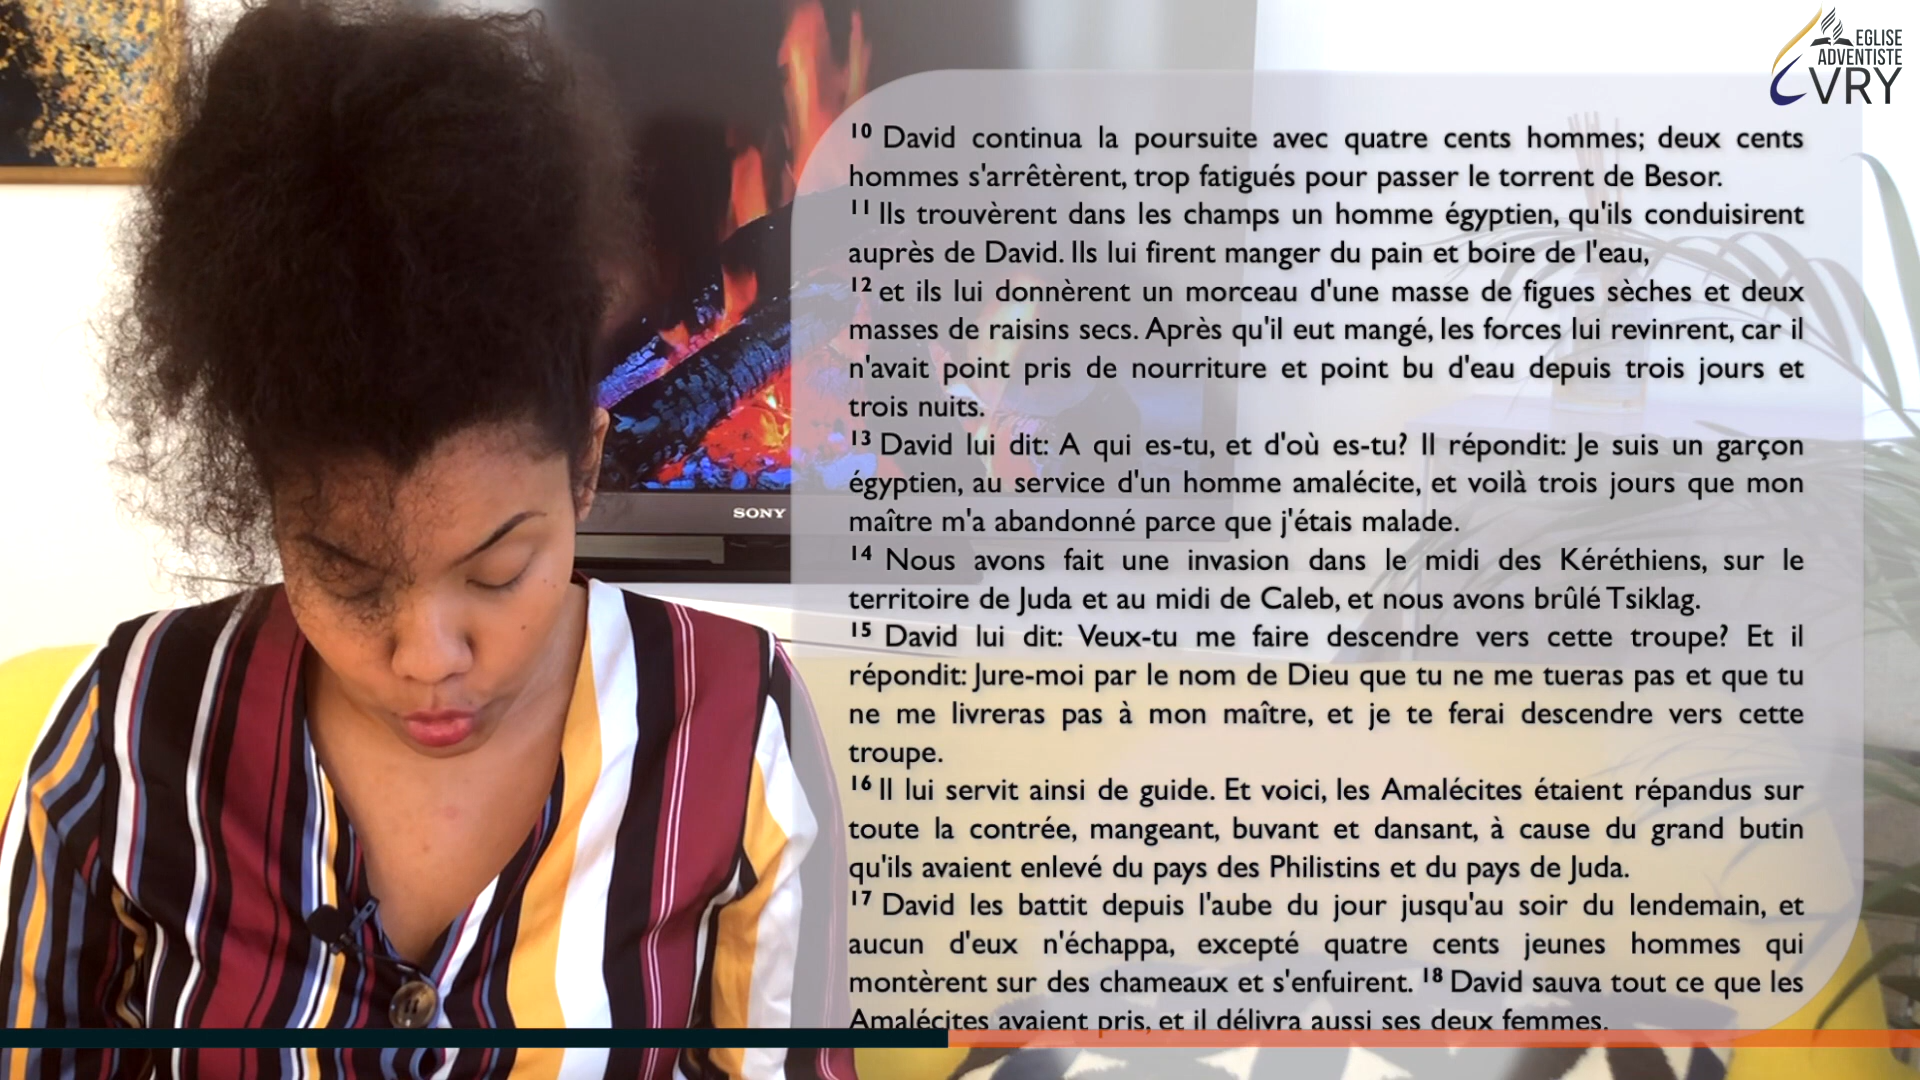 EGLISE
ADVENTISTE
VRY
10 David continua la poursuite avec quatre cents hommes; deux cents
hommes s'arrêtèrent, trop fatigués pour passer le torrent de Besor.
11 Ils trouvèrent dans les champs un homme égyptien, qu'ils conduisirent
auprès de David. Ils lui firent manger du pain et boire de l'eau,
12 et ils lui donnèrent un morceau d'une masse de figues sèches et deux
masses de raisins secs. Après qu'il eut mangé, les forces lui revinrent, car il
n'avait point pris de nourriture et point bu d'eau depuis trois jours et
trois nuits.
13 David lui dit: A qui es-tu, et d'où es-tu? Il répondit: Je suis un garçon
égyptien, au service d'un homme amalécite, et voilà trois jours que mon
maître m'a abandonné parce que j'étais malade.
14 Nous avons fait une invasion dans le midi des Kéréthiens, sur le
territoire de Juda et au midi de Caleb, et nous avons brûlé Tsiklag.
15 David lui dit: Veux-tu me faire descendre vers cette troupe? Et il
répondit: Jure-moi par le nom de Dieu que tu ne me tueras pas et que tu
ne me livreras pas à mon maître, et je te ferai descendre vers cette
troupe.
16 Il lui servit ainsi de guide. Et voici, les Amalécites étaient répandus sur
toute la contrée, mangeant, buvant et dansant, à cause du grand butin
qu'ils avaient enlevé du pays des Philistins et du pays de Juda.
17 David les battit depuis l'aube du jour jusqu'au soir du lendemain, et
aucun d'eux n'échappa, excepté quatre cents jeunes hommes qui
montèrent sur des chameaux et s'enfuirent. 18 David sauva tout ce que les
Amalécites avaient pris, et il délivra aussi ses deux femmes.
SONY